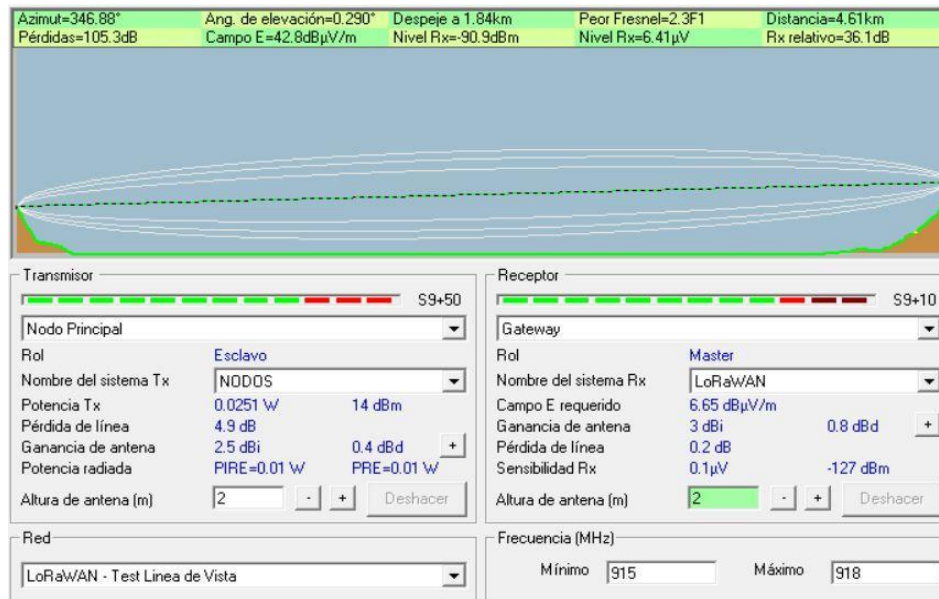 Azimut=346.88° Ang. de elevación=0.290° Despeje a 1.84km Peor Fresnel=2.3F1 Distancia=4.61km
Pérdidas=105.3dB Campo E=42.8dBµV/m Nivel Rx=-90.9dBm Nivel Rx=6.41µV Rx relativo=36.1dB
Transmisor
S9+50
Nodo Principal
Rol Esclavo
Nombre del sistema Tx NODOS
Potencia Tx 0.0251 W 14 dBm
Pérdida de línea 4.9 dB
Ganancia de antena 2.5 dBi 0.4 dBd +
Potencia radiada PIRE=0.01 W PRE=0.01 W
Altura de antena (m) 2 - + Deshacer
Receptor
S9+10
Gateway
Rol Master
Nombre del sistema Rx LoRaWAN
Campo E requerido 6.65 dBµV/m
Ganancia de antena 3 dBi 0.8 dBd +
Pérdida de línea 0.2 dB
Sensibilidad Rx 0.1µV -127 dBm
Altura de antena (m) 2 - + Deshacer
Red
LoRaWAN - Test Linea de Vista
Frecuencia (MHz)
Mínimo 915 Máximo 918